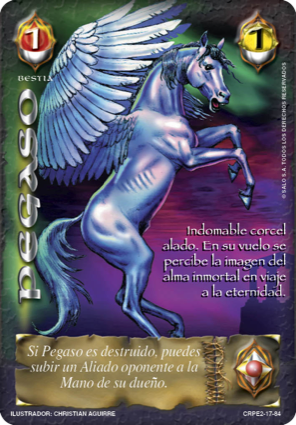 1
1
BESTIA
pegaso
© SALO S.A. TODOS LOS DERECHOS RESERVADOS
Indomable corcel
alado. En su vuelo se
percibe la imagen del
alma inmortal en viaje
a la eternidad.
Si Pegaso es destruido, puedes
subir un Aliado oponente a la
Mano de su dueño.
ILUSTRADOR: CHRISTIAN AGUIRRE
CRPE2-17-84